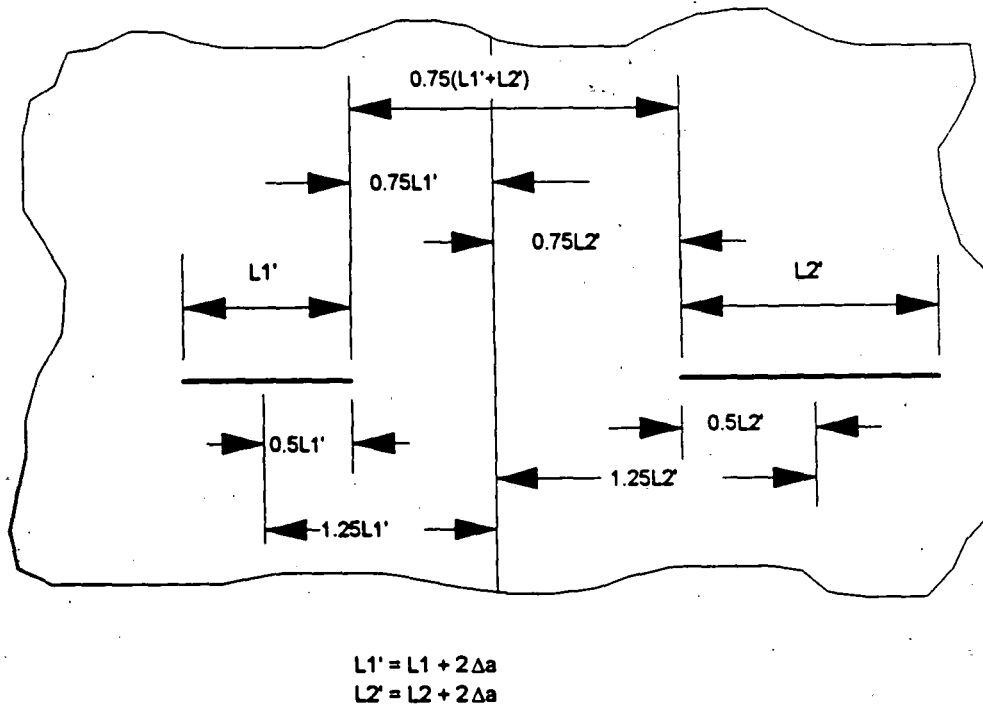 0.75(L1'+L2')
0.75L1'
0.75L2'
L1'
L2'
0.5L1'
0.5L2'
1.25L2'
1.25L1'
L1' = L1 + 2Δa
L2' = L2 + 2Δa